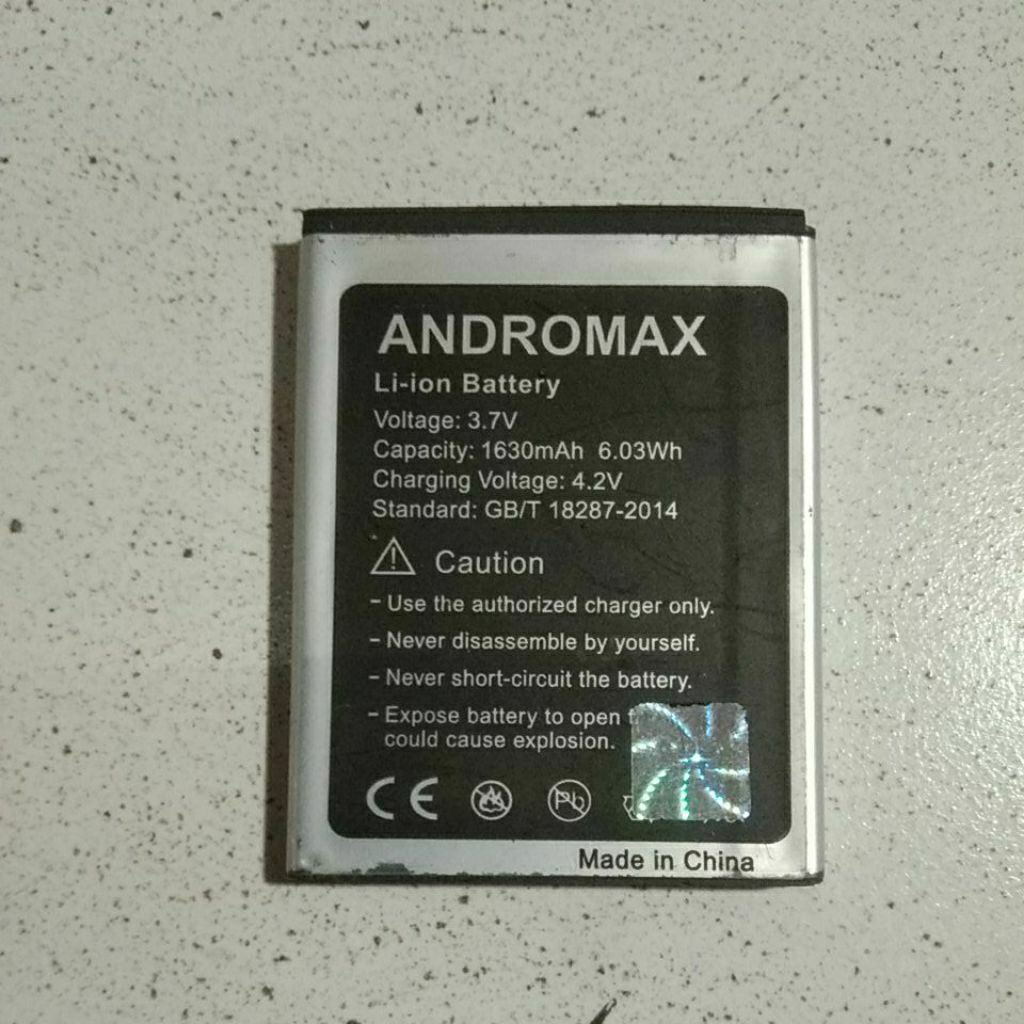 ANDROMAX
Li-ion Battery
Voltage: 3.7V
Capacity: 1630mAh 6.03Wh
Charging Voltage: 4.2V
Standard: GB/T 18287-2014
Caution
- Use the authorized charger only.
- Never disassemble by yourself.
- Never short-circuit the battery.
- Expose battery to open
could cause explosion.
CE Pb
Made in China